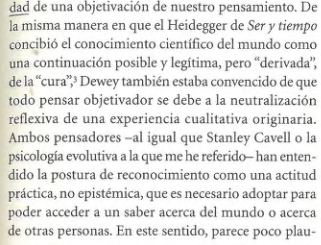 dad de una objetivación de nuestro pensamiento. De
la misma manera en que el Heidegger de Ser y tiempo
concibió el conocimiento científico del mundo como
una continuación posible y legítima, pero “derivada”,
de la “cura”,³ Dewey también estaba convencido de que
todo pensar objetivador se debe a la neutralización
reflexiva de una experiencia cualitativa originaria.
Ambos pensadores –al igual que Stanley Cavell o la
psicología evolutiva a la que me he referido– han enten-
dido la postura de reconocimiento como una actitud
práctica, no epistémica, que es necesario adoptar para
poder acceder a un saber acerca del mundo o acerca
de otras personas. En este sentido, parece poco plau-